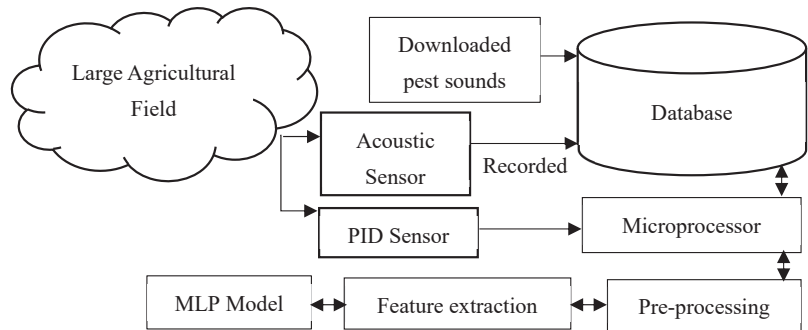 Large Agricultural
Field
Downloaded
pest sounds
Database
Acoustic
Sensor
Recorded
PID Sensor
Microprocessor
MLP Model
Feature extraction
Pre-processing